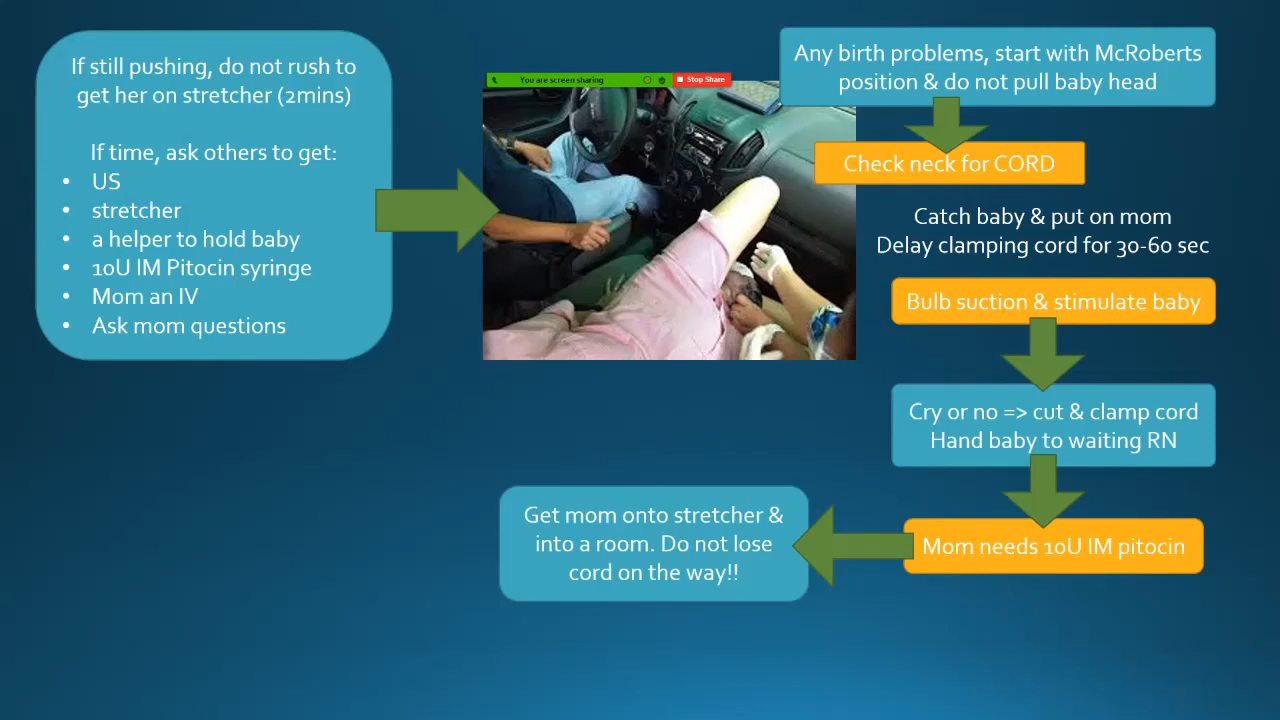 If still pushing, do not rush to
get her on stretcher (2mins)
If time, ask others to get:
• US
• stretcher
• a helper to hold baby
• 10U IM Pitocin syringe
• Mom an IV
• Ask mom questions
You are screen sharing
Stop Share
Any birth problems, start with McRoberts
position & do not pull baby head
Check neck for CORD
Catch baby & put on mom
Delay clamping cord for 30-60 sec
Bulb suction & stimulate baby
Cry or no => cut & clamp cord
Hand baby to waiting RN
Mom needs 10U IM pitocin
Get mom onto stretcher &
into a room. Do not lose
cord on the way!!